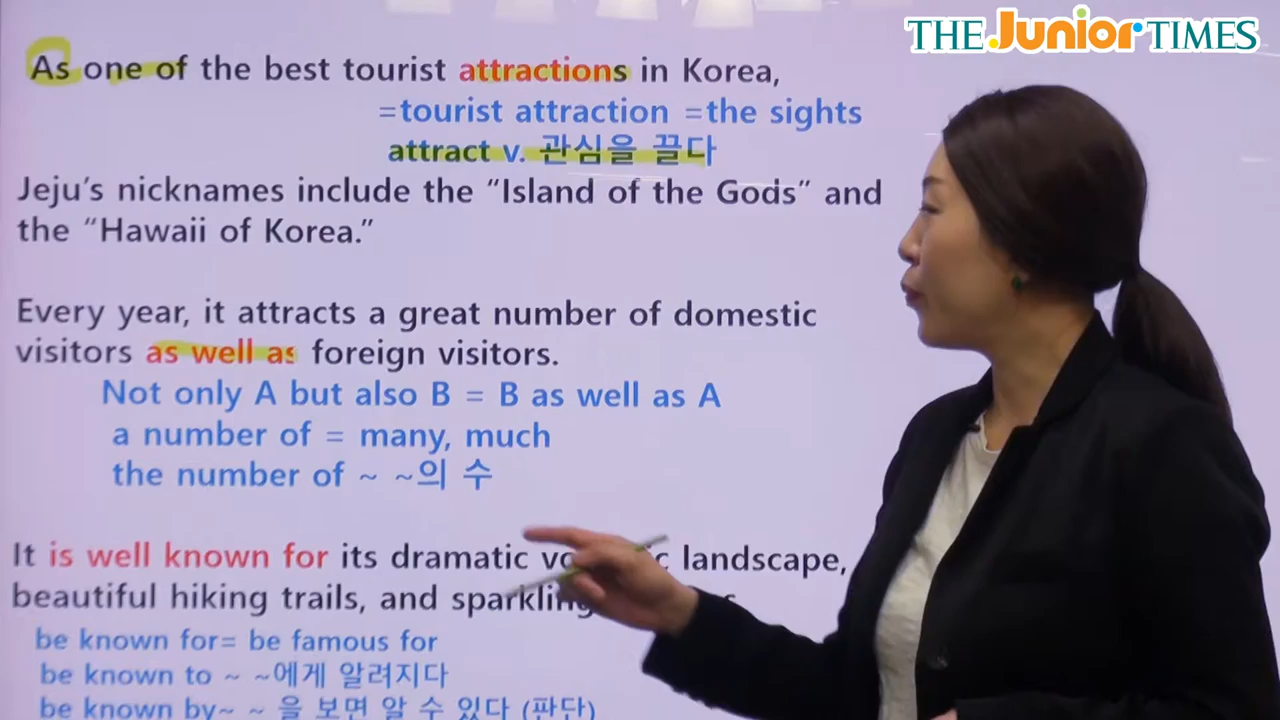 THE Junior TIMES
As one of the best tourist attractions in Korea,
=tourist attraction =the sights
attract v. 관심을 끌다
Jeju's nicknames include the “Island of the Gods” and
the “Hawaii of Korea.”
Every year, it attracts a great number of domestic
visitors as well as foreign visitors.
Not only A but also B = B as well as A
a number of = many, much
the number of ~ ~의 수
It is well known for its dramatic landscape,
beautiful hiking trails, and
be known for= be famous for
be known to ~ ~에게 알려지다
be known by~ ~ 을 보면 알 수 있다 (판단)